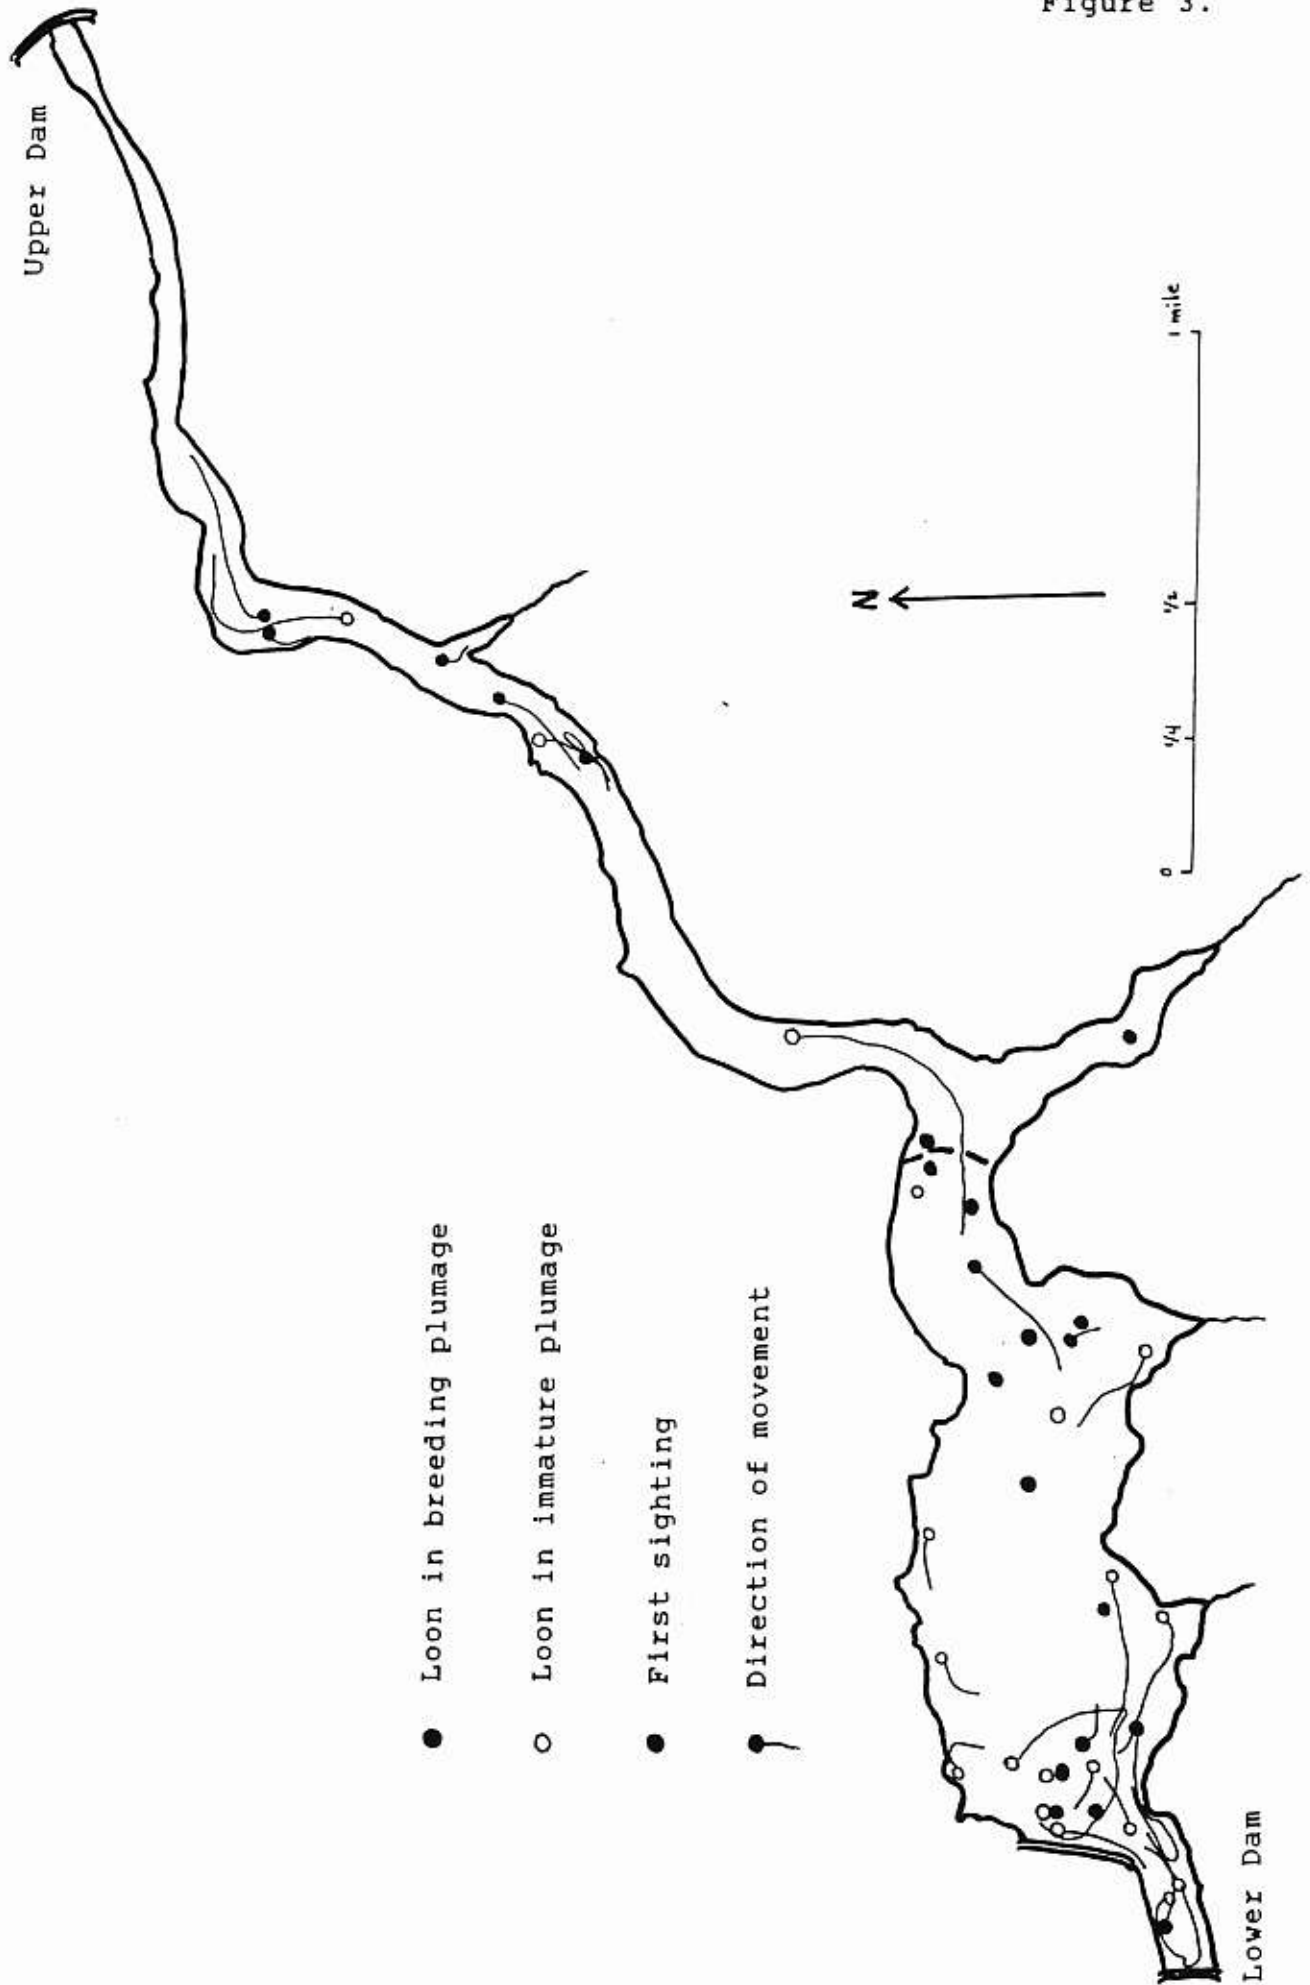 Figure 3.
Upper Dam
Loon in breeding plumage
Loon in immature plumage
First sighting
Direction of movement
N
0 1/4 1/2 1 mile
Lower Dam